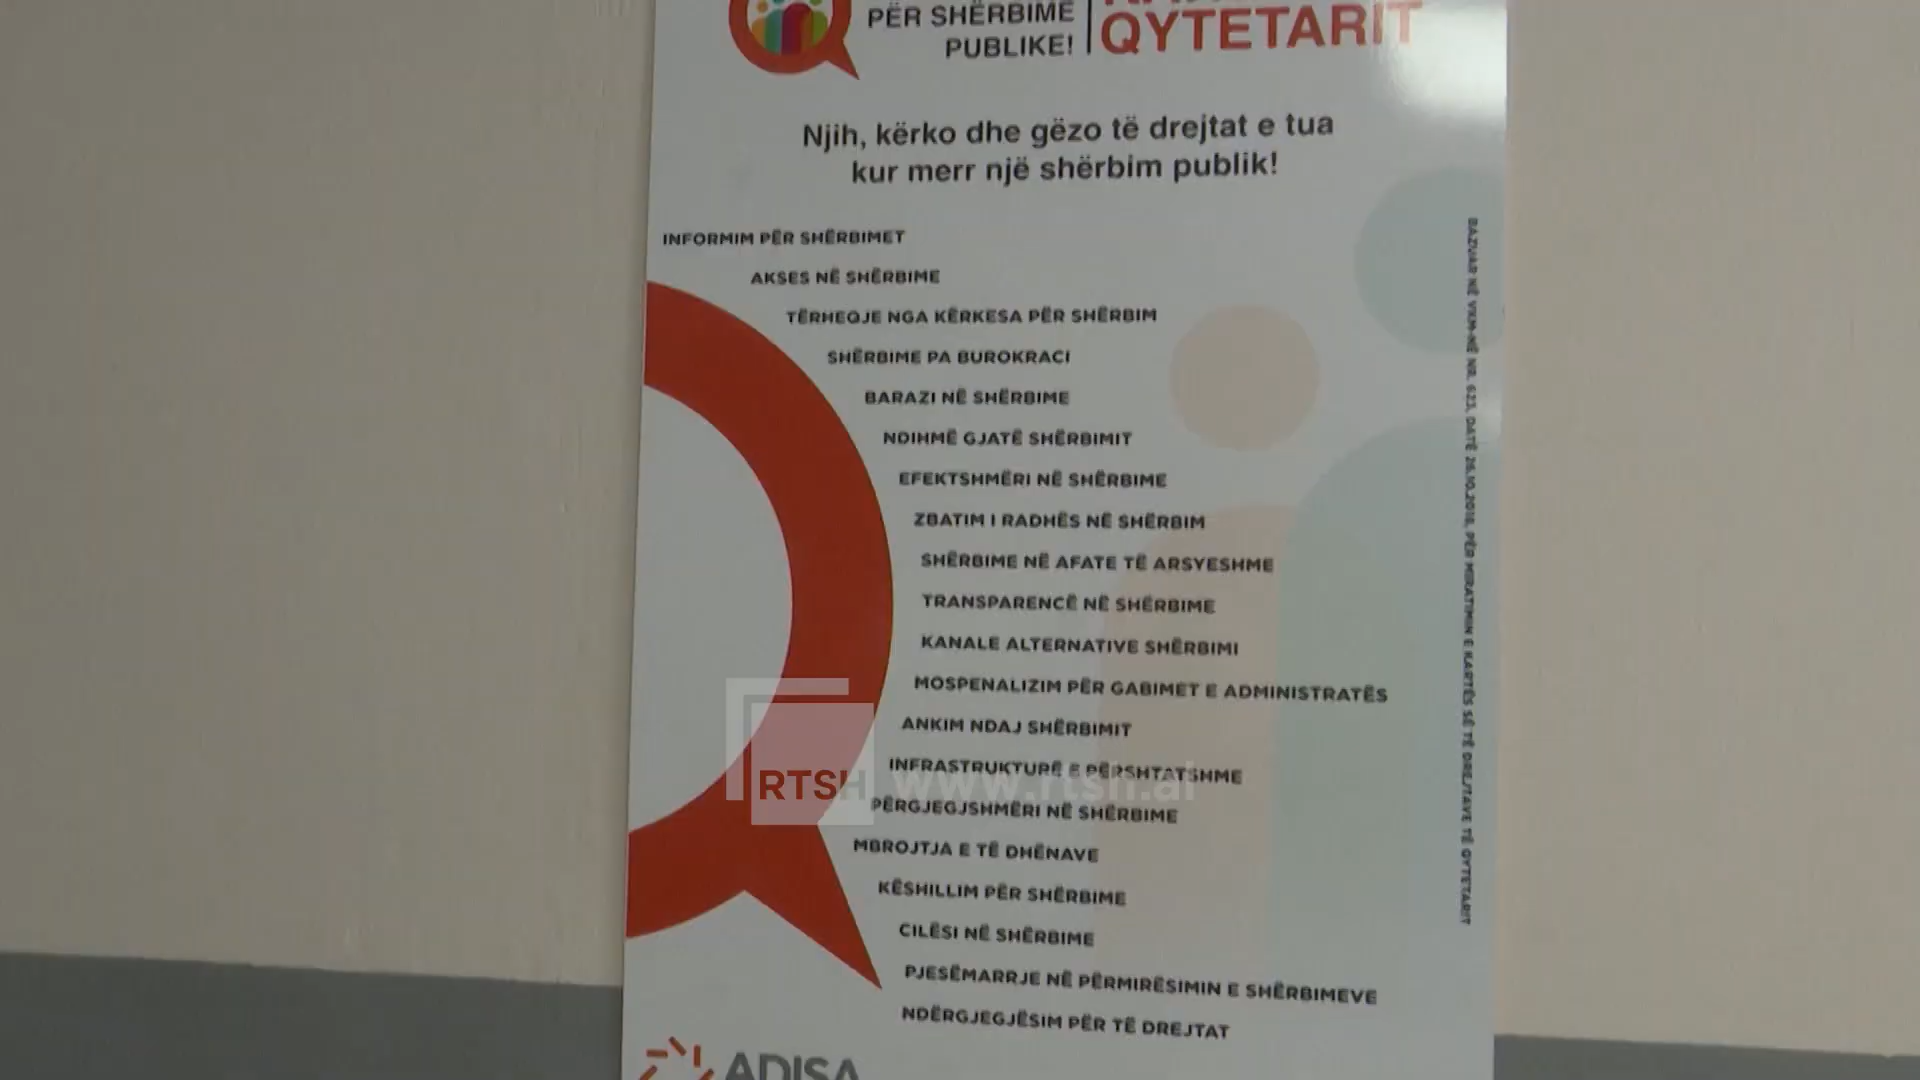 PËR SHËRBIME
PUBLIKE!
QYTETARIT
Njih, kërko dhe gëzo të drejtat e tua
kur merr një shërbim publik!
INFORMIM PËR SHËRBIMET
AKSES NË SHËRBIME
TËRHEQJE NGA KËRKESA PËR SHËRBIM
SHËRBIME PA BUROKRACI
BARAZI NË SHËRBIME
NDIHMË GJATË SHËRBIMIT
EFEKTSHMËRI NË SHËRBIME
ZBATIM I RADHËS NË SHËRBIM
SHËRBIME NË AFATE TË ARSYESHME
TRANSPARENCË NË SHËRBIME
KANALE ALTERNATIVE SHËRBIMI
MOSPENALIZIM PËR GABIMET E ADMINISTRATËS
ANKIM NDAJ SHËRBIMIT
INFRASTRUKTURË E PËRSHTATSHME
PËRGJEGJSHMËRI NË SHËRBIME
MBROJTJA E TË DHËNAVE
KËSHILLIM PËR SHËRBIME
CILËSI NË SHËRBIME
PJESËMARRJE NË PËRMIRËSIMIN E SHËRBIMEVE
NDËRGJEGJËSIM PËR TË DREJTAT
BAZUAR NË VKM-NË NR. 623, DATË 26.10.2018, PËR MIRATIMIN E KARTËS SË TË DREJTAVE TË QYTETARIT
ADISA
RTSH www.rtsh.al